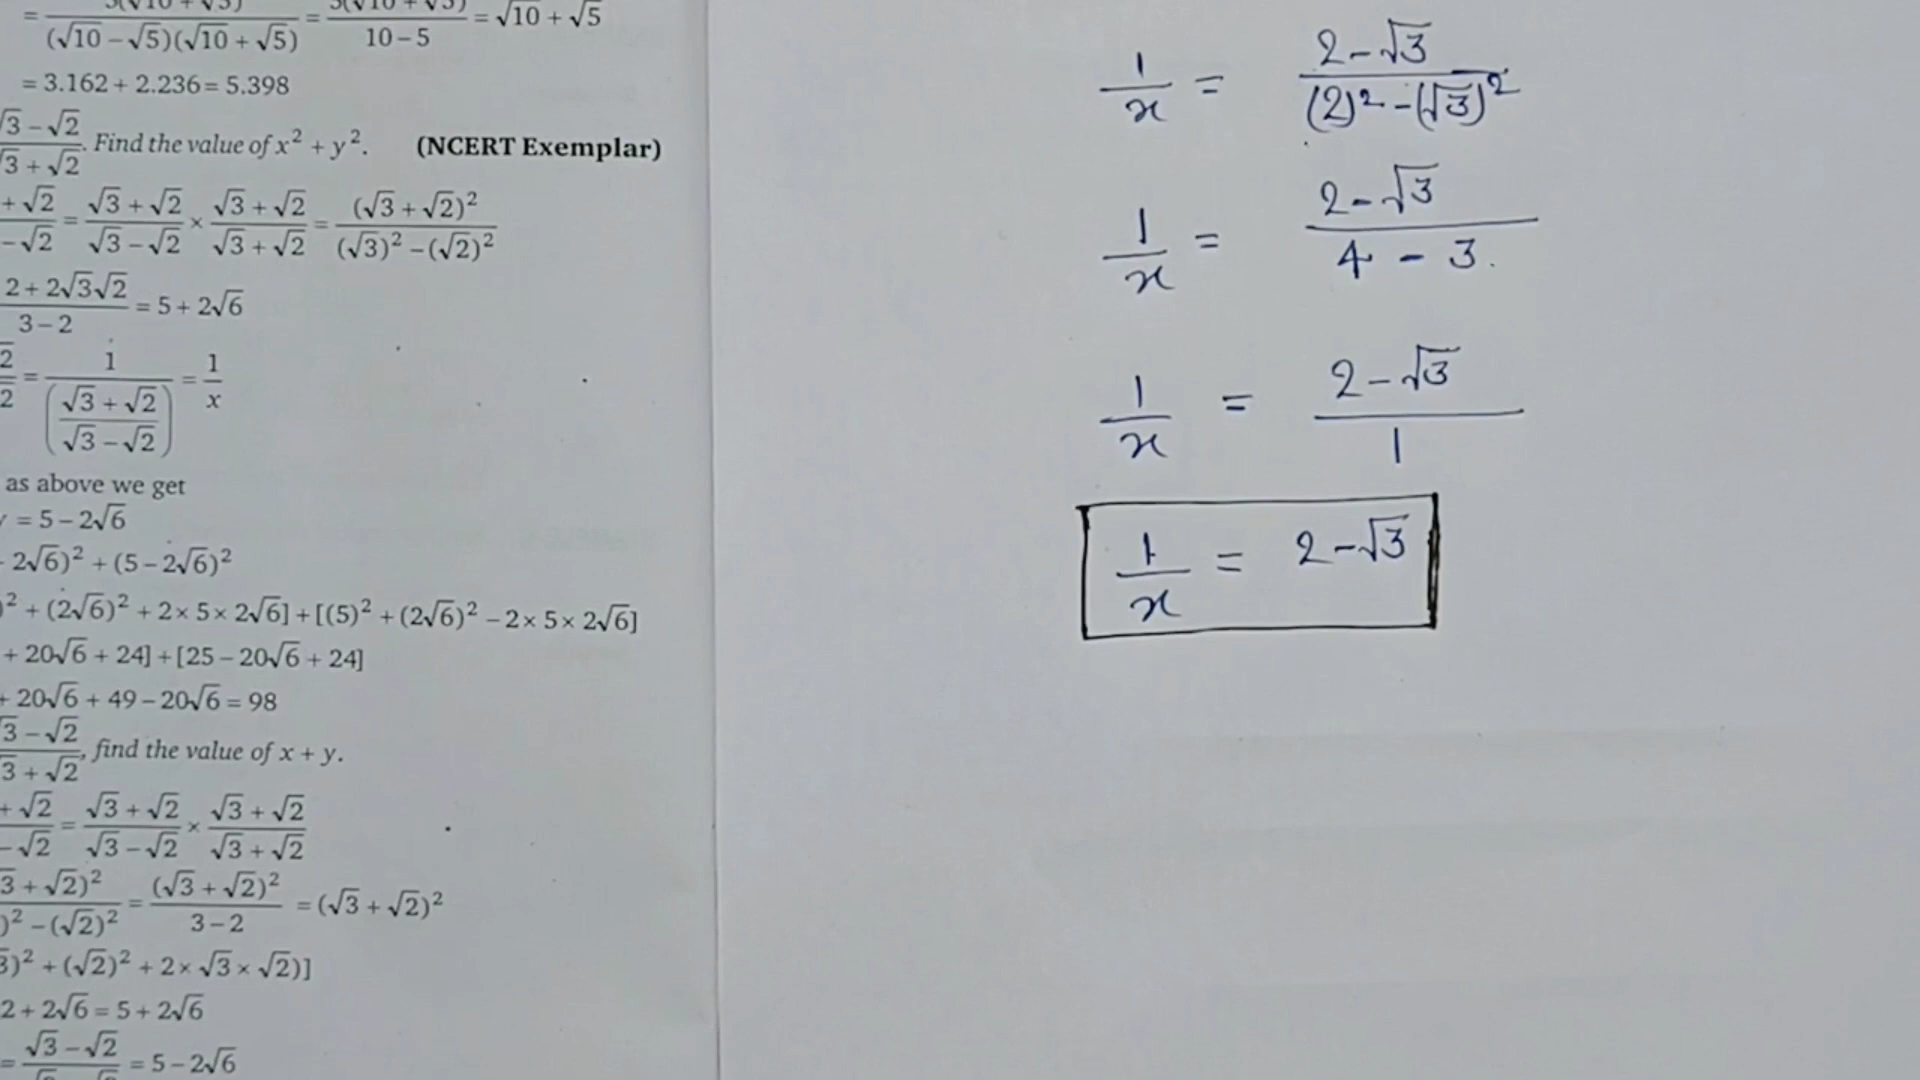 = 5(√10 + √5)/(√10 − √5)(√10 + √5) = 5(√10 + √5)/10 − 5 = √10 + √5
= 3.162 + 2.236 = 5.398
√3 − √2/√3 + √2. Find the value of x² + y². (NCERT Exemplar)
+ √2/− √2 = √3 + √2/√3 − √2 × √3 + √2/√3 + √2 = (√3 + √2)²/(√3)² − (√2)²
2 + 2√3√2/3 − 2 = 5 + 2√6
2/2 = 1/(√3 + √2/√3 − √2) = 1/x
as above we get
y = 5 − 2√6
2√6)² + (5 − 2√6)²
)² + (2√6)² + 2 × 5 × 2√6] + [(5)² + (2√6)² − 2 × 5 × 2√6]
+ 20√6 + 24] + [25 − 20√6 + 24]
+ 20√6 + 49 − 20√6 = 98
√3 − √2/√3 + √2, find the value of x + y.
+ √2/− √2 = √3 + √2/√3 − √2 × √3 + √2/√3 + √2
3 + √2)²/)² − (√2)² = (√3 + √2)²/3 − 2 = (√3 + √2)²
3)² + (√2)² + 2 × √3 × √2)]
2 + 2√6 = 5 + 2√6
= √3 − √2 = 5 − 2√6
1/x = 2 − √3/(2)² − (√3)²
1/x = 2 − √3/4 − 3.
1/x = 2 − √3/1
1/x = 2 − √3